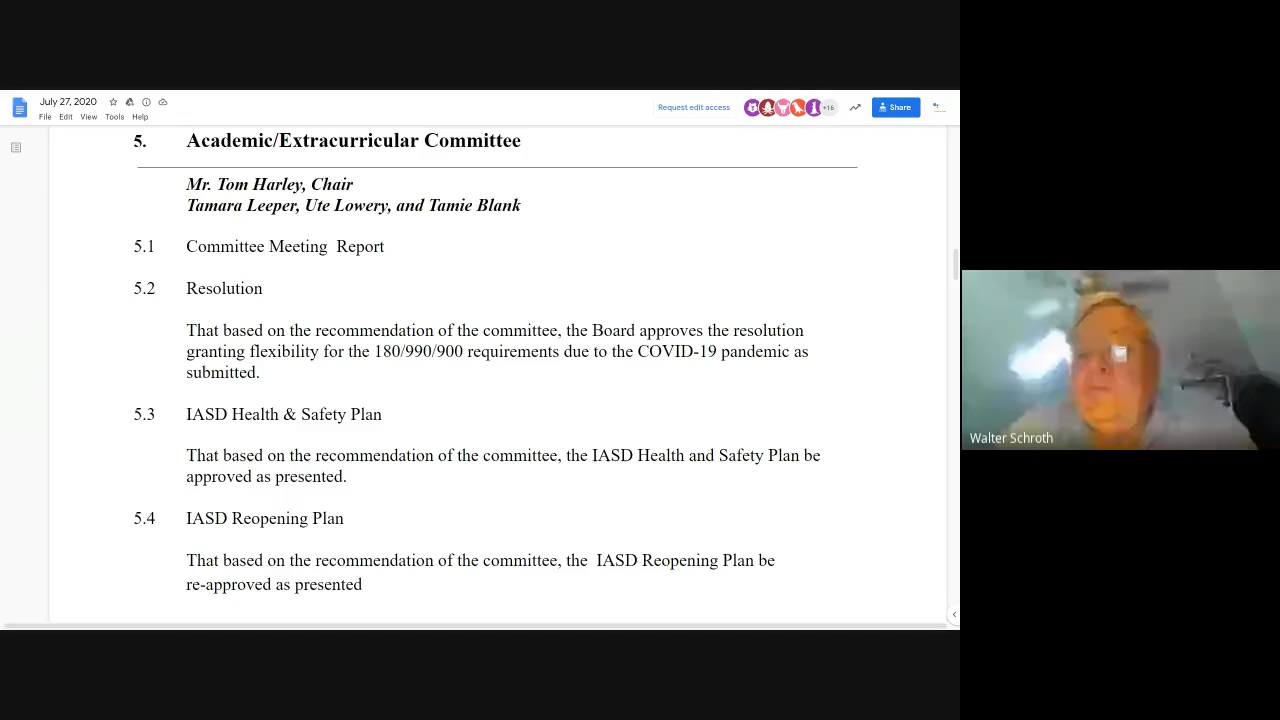 July 27, 2020
File Edit View Tools Help
Request edit access
+16
Share
5. Academic/Extracurricular Committee
Mr. Tom Harley, Chair
Tamara Leeper, Ute Lowery, and Tamie Blank
5.1 Committee Meeting Report
5.2 Resolution
That based on the recommendation of the committee, the Board approves the resolution
granting flexibility for the 180/990/900 requirements due to the COVID-19 pandemic as
submitted.
5.3 IASD Health & Safety Plan
That based on the recommendation of the committee, the IASD Health and Safety Plan be
approved as presented.
5.4 IASD Reopening Plan
That based on the recommendation of the committee, the IASD Reopening Plan be
re-approved as presented
Walter Schroth